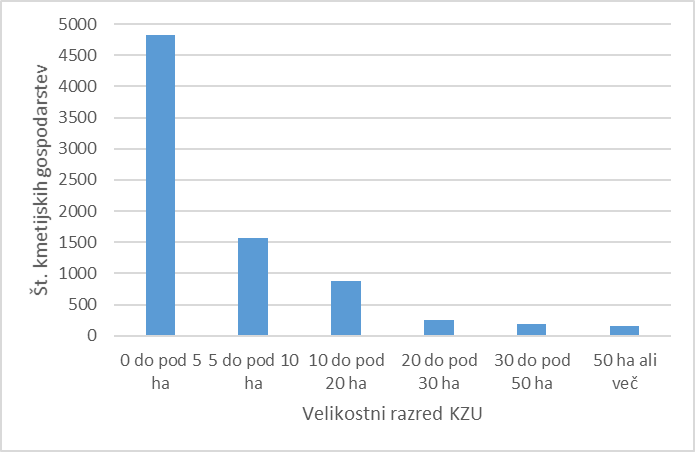 5000
4500
4000
3500
3000
2500
2000
1500
1000
500
0
Št. kmetijskih gospodarstev
0 do pod 5
ha
5 do pod 10
ha
10 do pod
20 ha
20 do pod
30 ha
30 do pod
50 ha
50 ha ali
več
Velikostni razred KZU